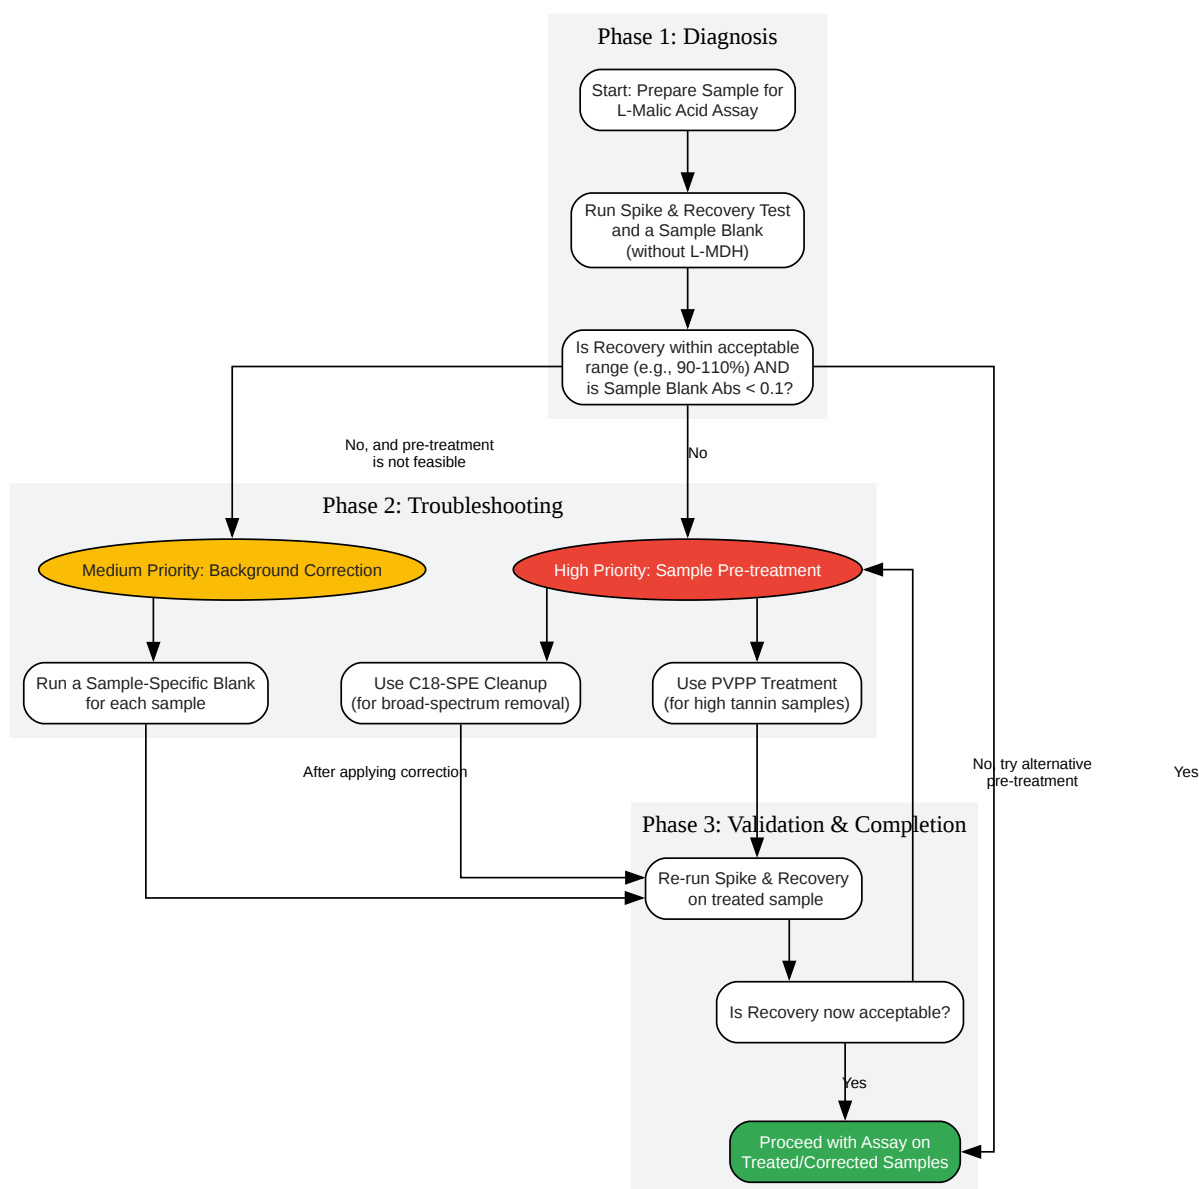 Phase 1: Diagnosis
Start: Prepare Sample for
L-Malic Acid Assay
Run Spike & Recovery Test
and a Sample Blank
(without L-MDH)
Is Recovery within acceptable
range (e.g., 90-110%) AND
is Sample Blank Abs < 0.1?
No, and pre-treatment
is not feasible
No
Phase 2: Troubleshooting
Medium Priority: Background Correction
High Priority: Sample Pre-treatment
Run a Sample-Specific Blank
for each sample
Use C18-SPE Cleanup
(for broad-spectrum removal)
Use PVPP Treatment
(for high tannin samples)
After applying correction
No, try alternative
pre-treatment
Yes
Phase 3: Validation & Completion
Re-run Spike & Recovery
on treated sample
Is Recovery now acceptable?
Yes
Proceed with Assay on
Treated/Corrected Samples